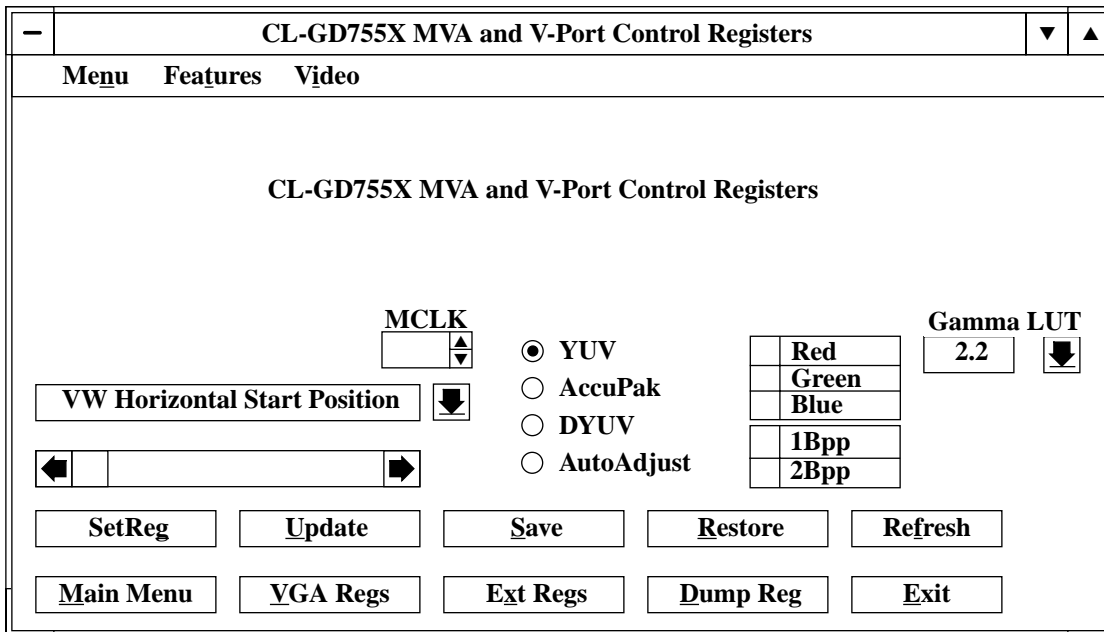 CL-GD755X MVA and V-Port Control Registers
Menu Features Video
CL-GD755X MVA and V-Port Control Registers
MCLK
Gamma LUT
2.2
VW Horizontal Start Position
YUV
AccuPak
DYUV
AutoAdjust
Red
Green
Blue
1Bpp
2Bpp
SetReg Update Save Restore Refresh
Main Menu VGA Regs Ext Regs Dump Reg Exit